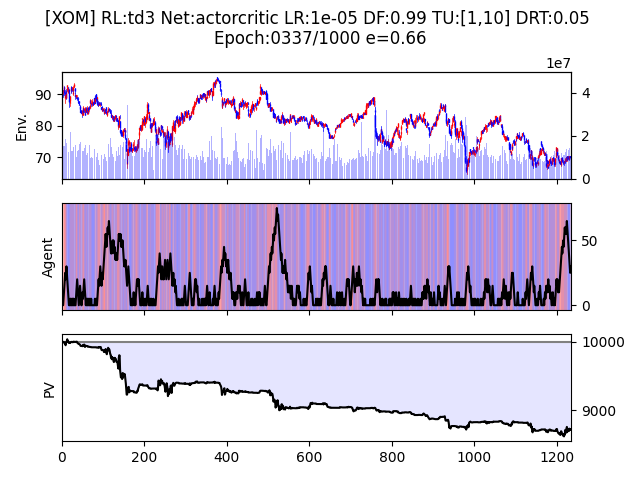 [XOM] RL:td3 Net:actorcritic LR:1e-05 DF:0.99 TU:[1,10] DRT:0.05
Epoch:0337/1000 e=0.66
1e7
Env.
90
80
70
4
2
0
Agent
50
0
PV
10000
9000
0
200
400
600
800
1000
1200